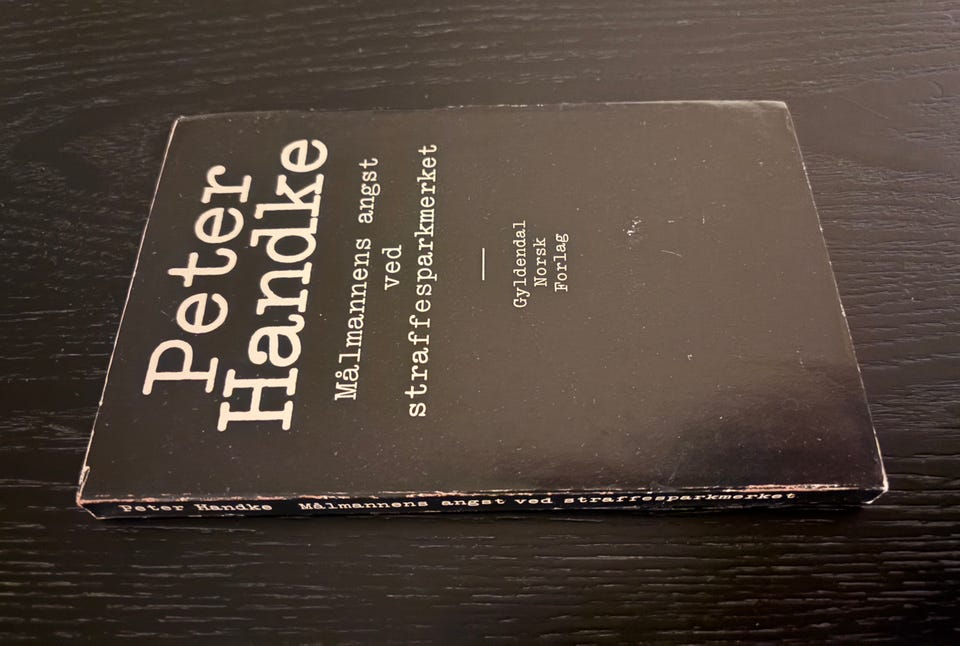 Peter
Handke
Målmannens angst
ved
straffesparkmerket
Gyldendal
Norsk
Forlag
Peter Handke Målmannens angst ved straffesparkmerket